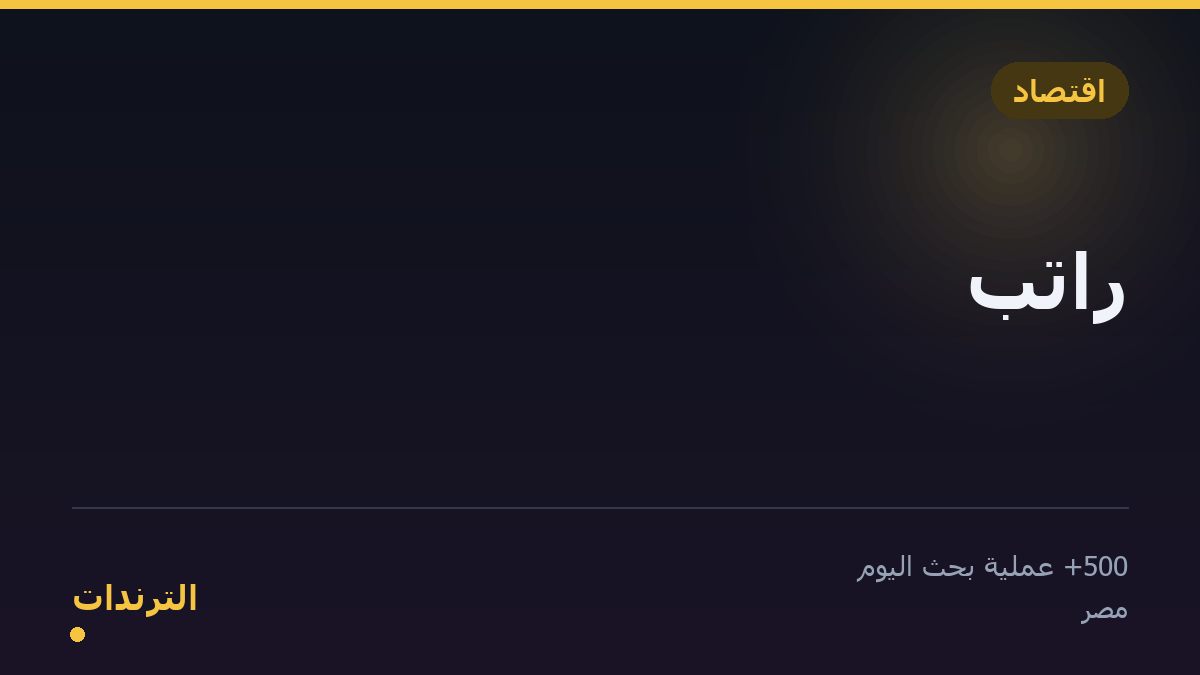 اقتصاد
راتب
500+ عملية بحث اليوم
مصر
الترندات